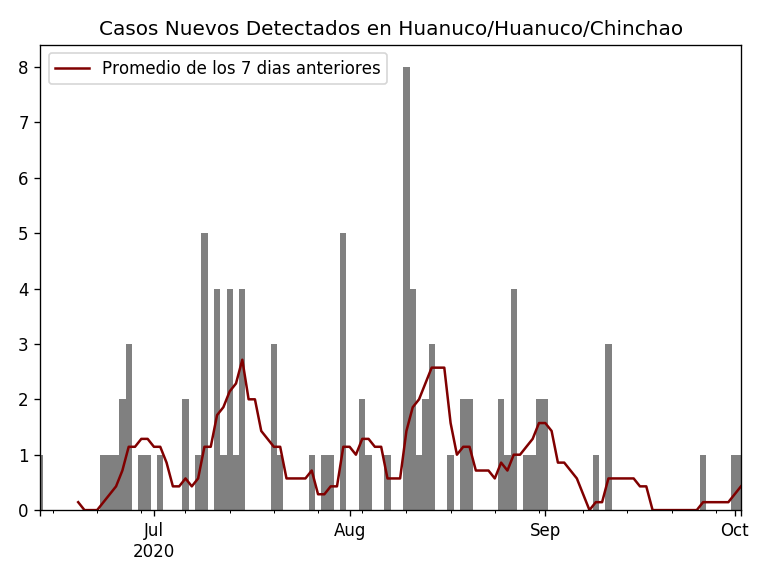 Casos Nuevos Detectados en Huanuco/Huanuco/Chinchao
Promedio de los 7 dias anteriores
8
7
6
5
4
3
2
1
0
Jul
2020
Aug
Sep
Oct